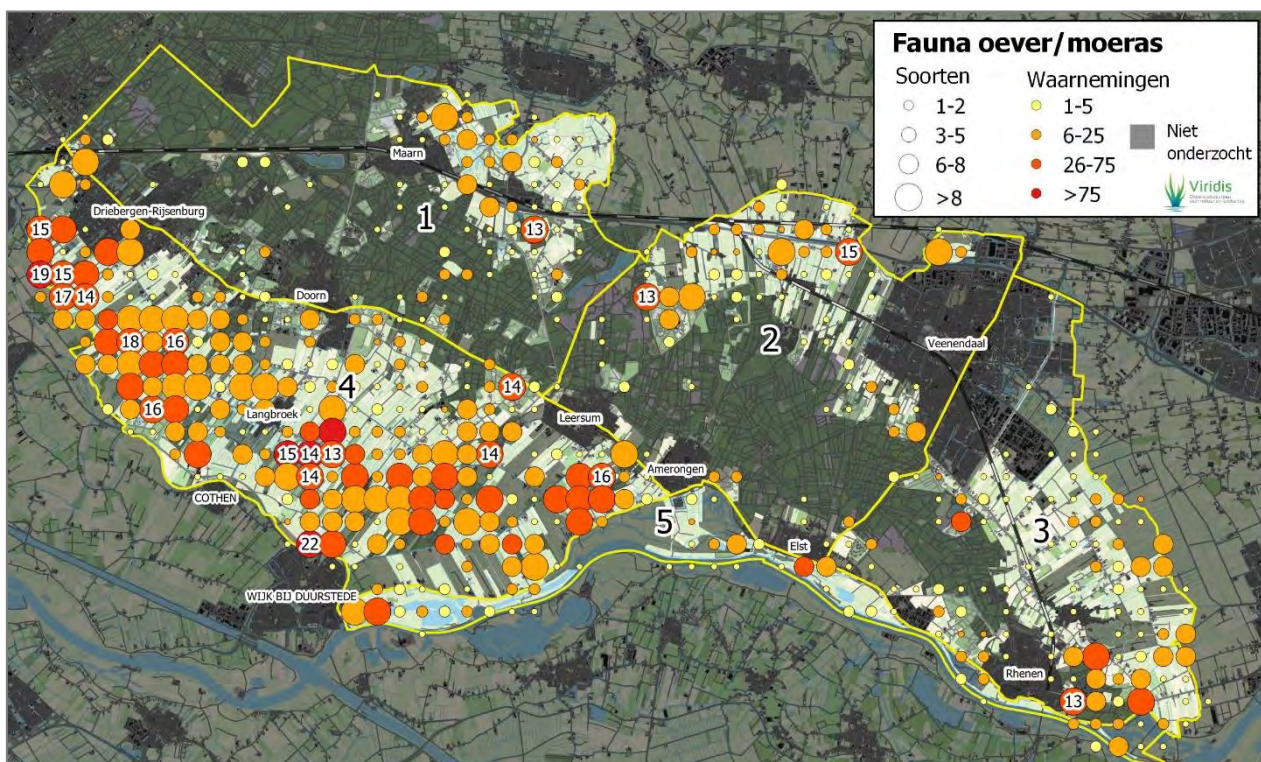 Fauna oever/moeras
Soorten
Waarnemingen
1-2
1-5
3-5
6-25
Niet
onderzocht
6-8
26-75
>8
>75
Viridis
Maarn
1
Driebergen-Rijsenburg
15
13
19
15
17
14
Doorn
15
13
2
Veenendaal
18
16
4
14
16
Langbroek
Leersum
15
14
13
14
14
16
COTHEN
Amerongen
5
3
22
Elst
WIJK BIJ DUURSTEDE
Rhenen
13